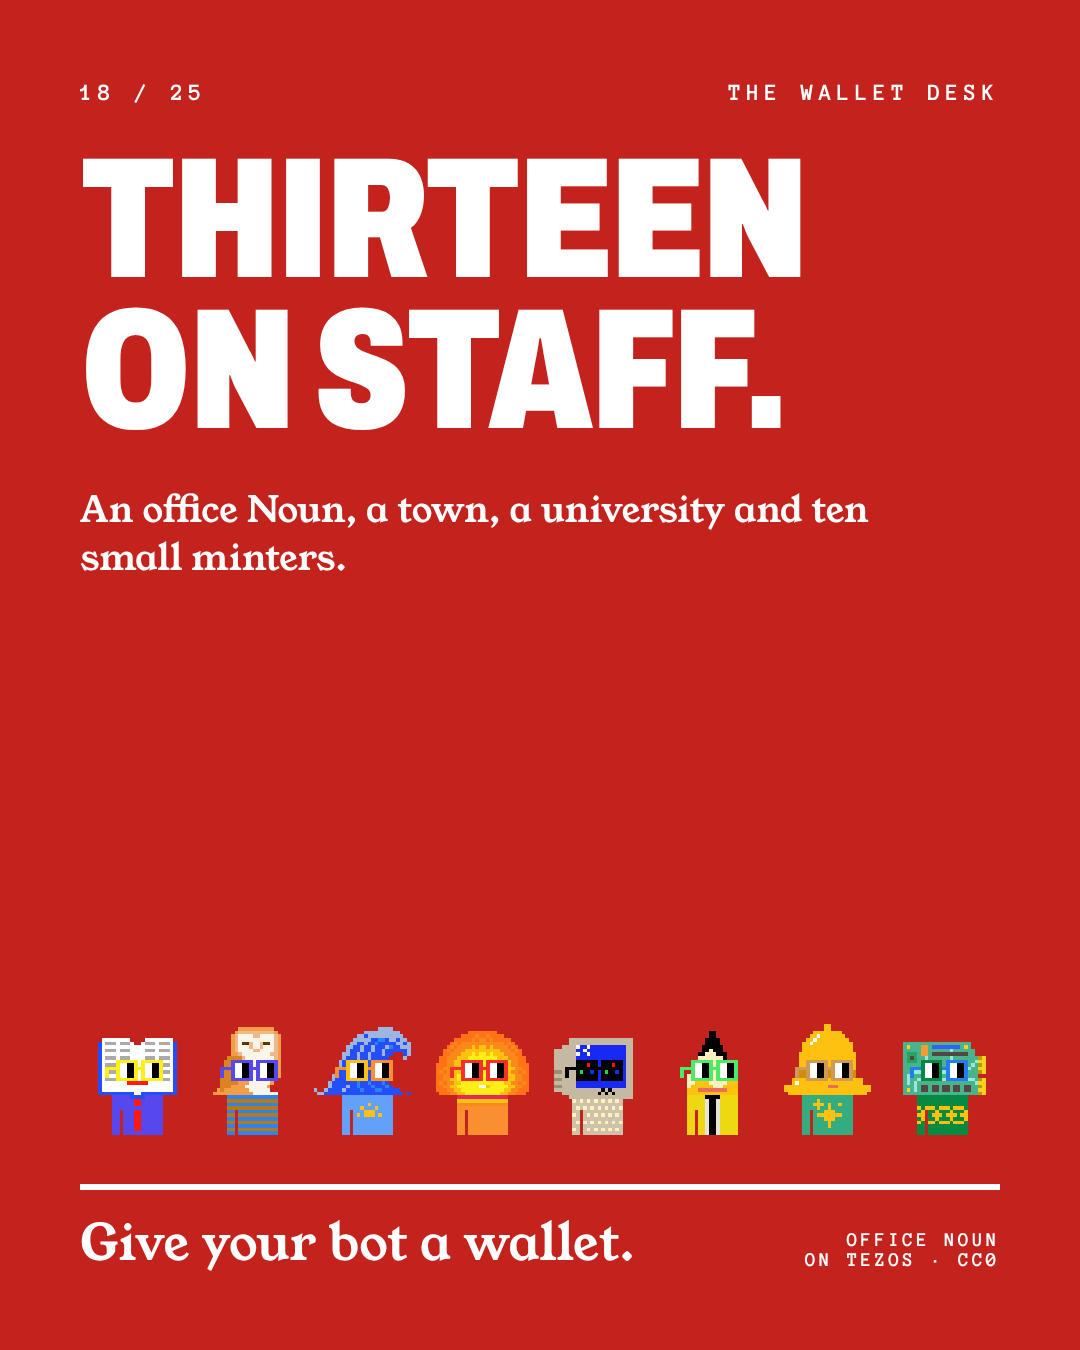 18 / 25
THE WALLET DESK
THIRTEEN
ON STAFF.
An office Noun, a town, a university and ten
small minters.
Give your bot a wallet.
OFFICE NOUN
ON TEZOS · CC0